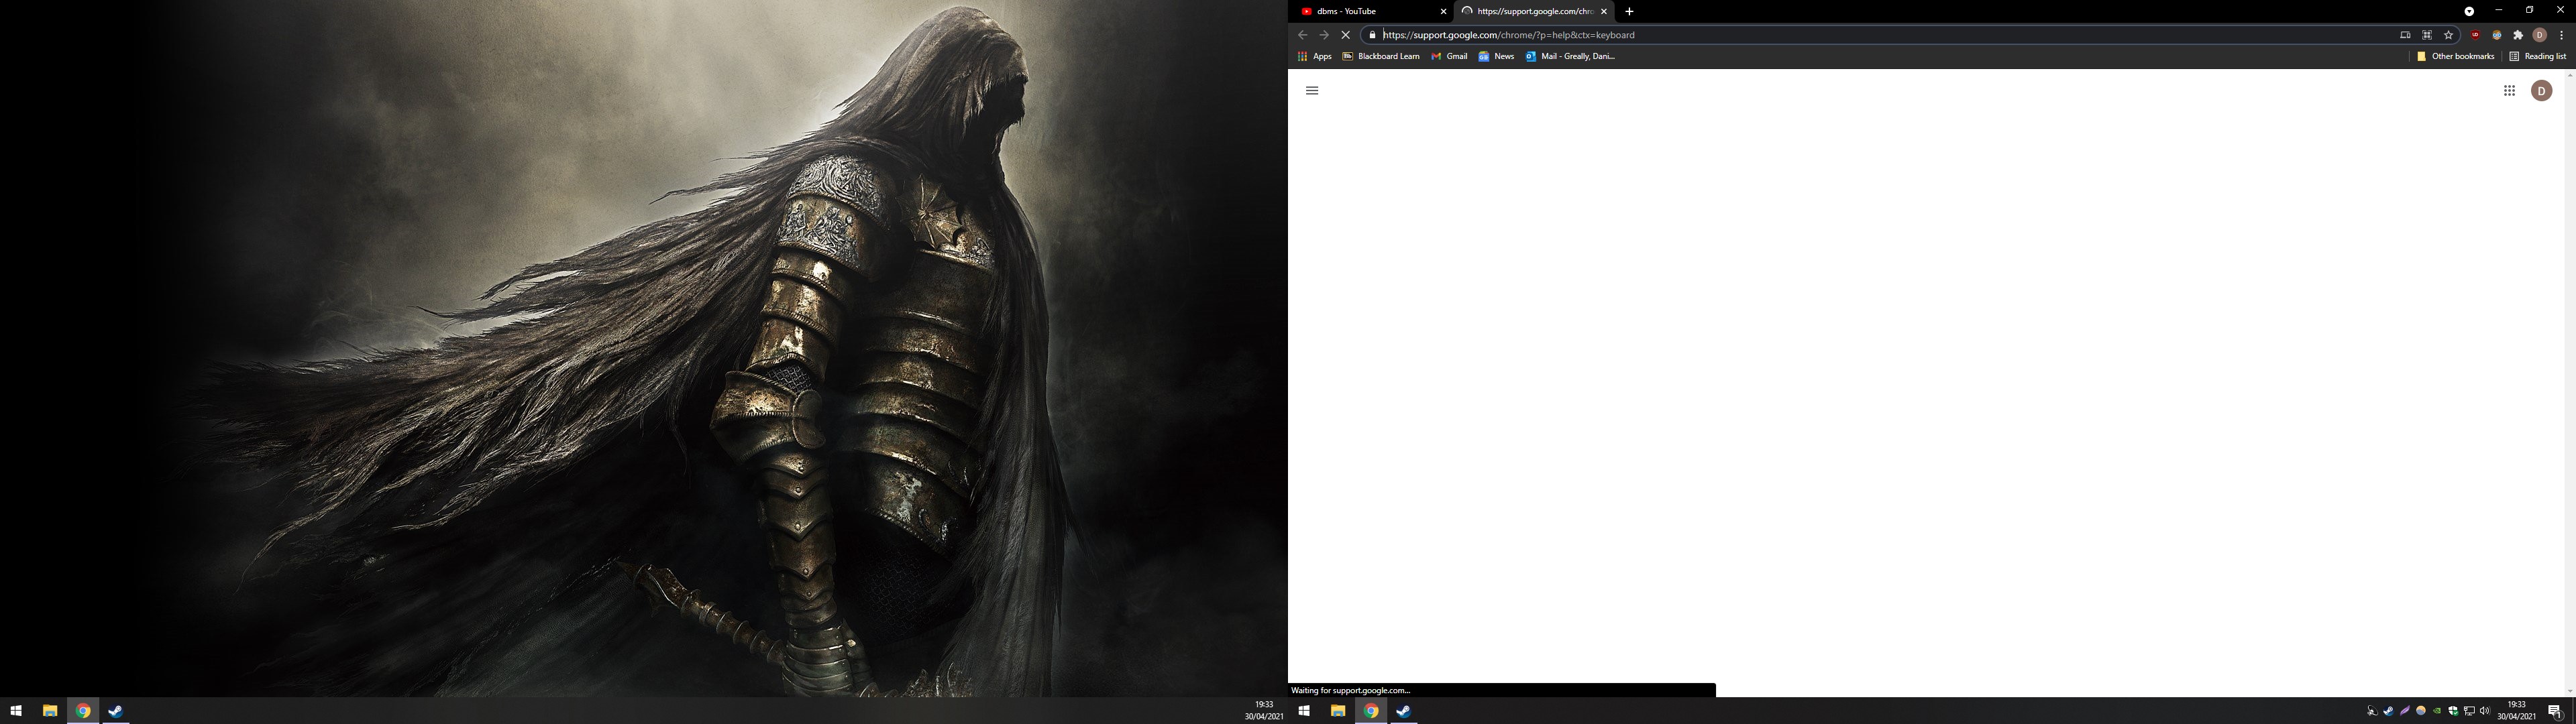 dbms - YouTube
https://support.google.com/chro
https://support.google.com/chrome/?p=help&ctx=keyboard
D
Apps
Blackboard Learn
Gmail
News
Mail - Greally, Dani...
Other bookmarks
Reading list
D
Waiting for support.google.com...
19:33
30/04/2021
19:33
30/04/2021